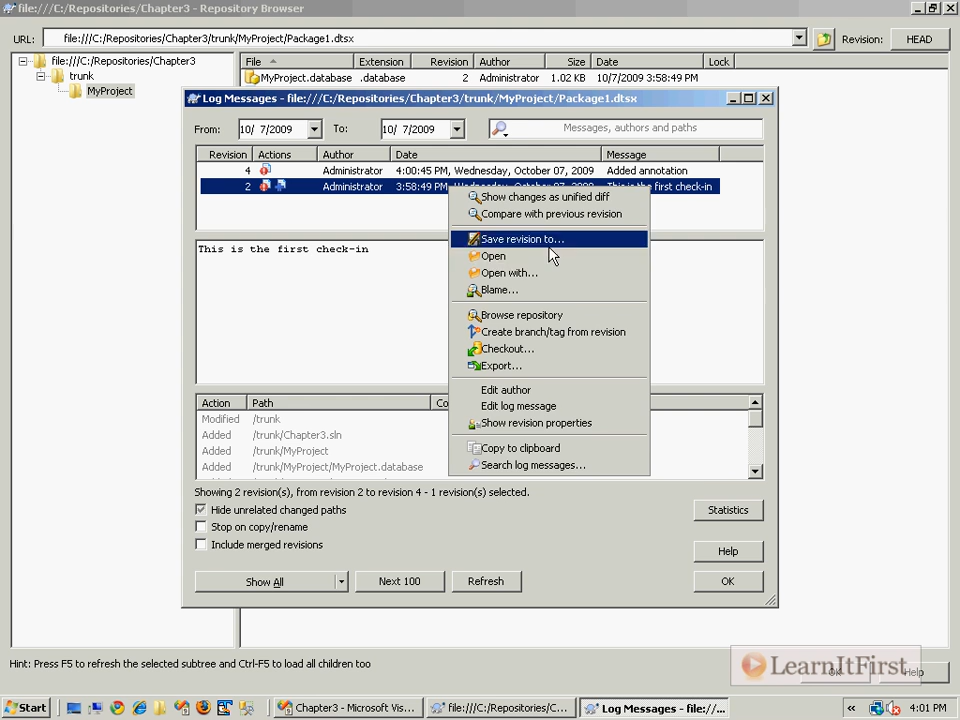 file:///C:/Repositories/Chapter3 - Repository Browser
URL: file:///C:/Repositories/Chapter3/trunk/MyProject/Package1.dtsx Revision: HEAD
file:///C:/Repositories/Chapter3
trunk
MyProject
File Extension Revision Author Size Date Lock
MyProject.database .database 2 Administrator 1.02 KB 10/7/2009 3:58:49 PM
Log Messages - file:///C:/Repositories/Chapter3/trunk/MyProject/Package1.dtsx
From: 10/ 7/2009 To: 10/ 7/2009 Messages, authors and paths
Revision Actions Author Date Message
4 Administrator 4:00:45 PM, Wednesday, October 07, 2009 Added annotation
2 Administrator 3:58:49 PM, Wednesday, October 07, 2009 This is the first check-in
This is the first check-in
Show changes as unified diff
Compare with previous revision
Save revision to...
Open
Open with...
Blame...
Browse repository
Create branch/tag from revision
Checkout...
Export...
Edit author
Edit log message
Show revision properties
Copy to clipboard
Search log messages...
Action Path Co
Modified /trunk
Added /trunk/Chapter3.sln
Added /trunk/MyProject
Added /trunk/MyProject/MyProject.database
Showing 2 revision(s), from revision 2 to revision 4 - 1 revision(s) selected.
Hide unrelated changed paths
Stop on copy/rename
Include merged revisions
Statistics
Help
Show All Next 100 Refresh OK
Hint: Press F5 to refresh the selected subtree and Ctrl-F5 to load all children too
LearnItFirst
OK Help
Start Chapter3 - Microsoft Vis... file:///C:/Repositories/C... Log Messages - file://... « 4:01 PM